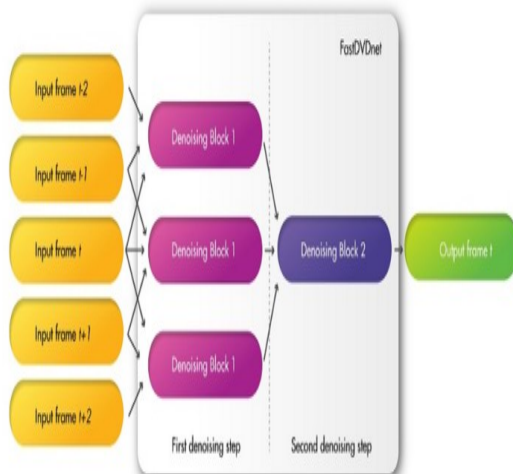 FastDVDnet
Input frame t-2
Input frame t-1
Input frame t
Input frame t+1
Input frame t+2
Denoising Block 1
Denoising Block 1
Denoising Block 1
Denoising Block 2
Output frame t
First denoising step
Second denoising step